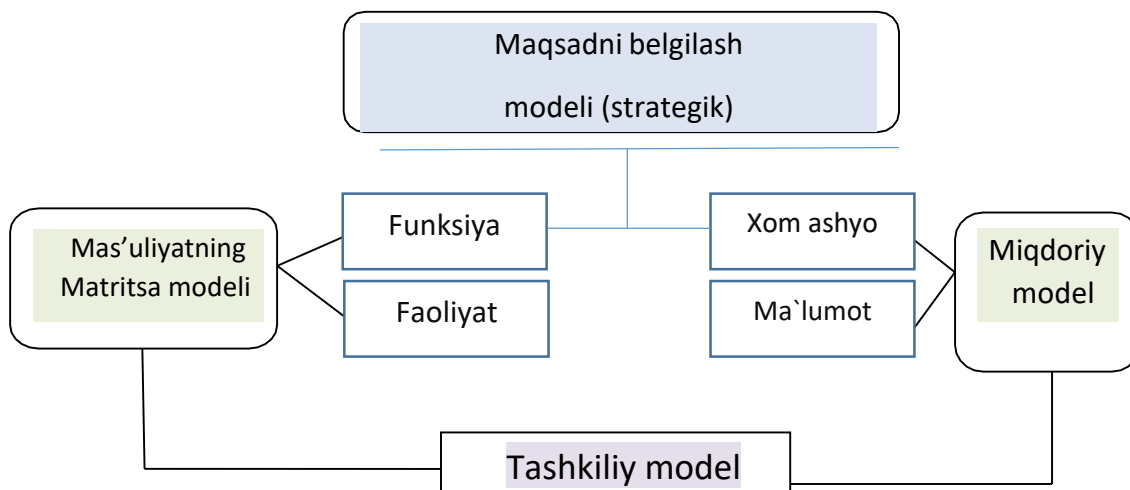 Maqsadni belgilash
modeli (strategik)
Funksiya
Xom ashyo
Mas’uliyatning
Matritsa modeli
Miqdoriy
model
Faoliyat
Ma`lumot
Tashkiliy model